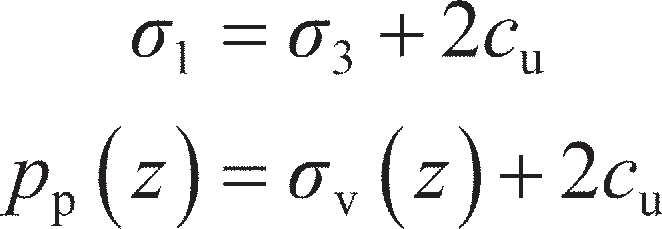 σ₁ = σ₃ + 2cᵤ
pₚ (z) = σᵥ (z) + 2cᵤ